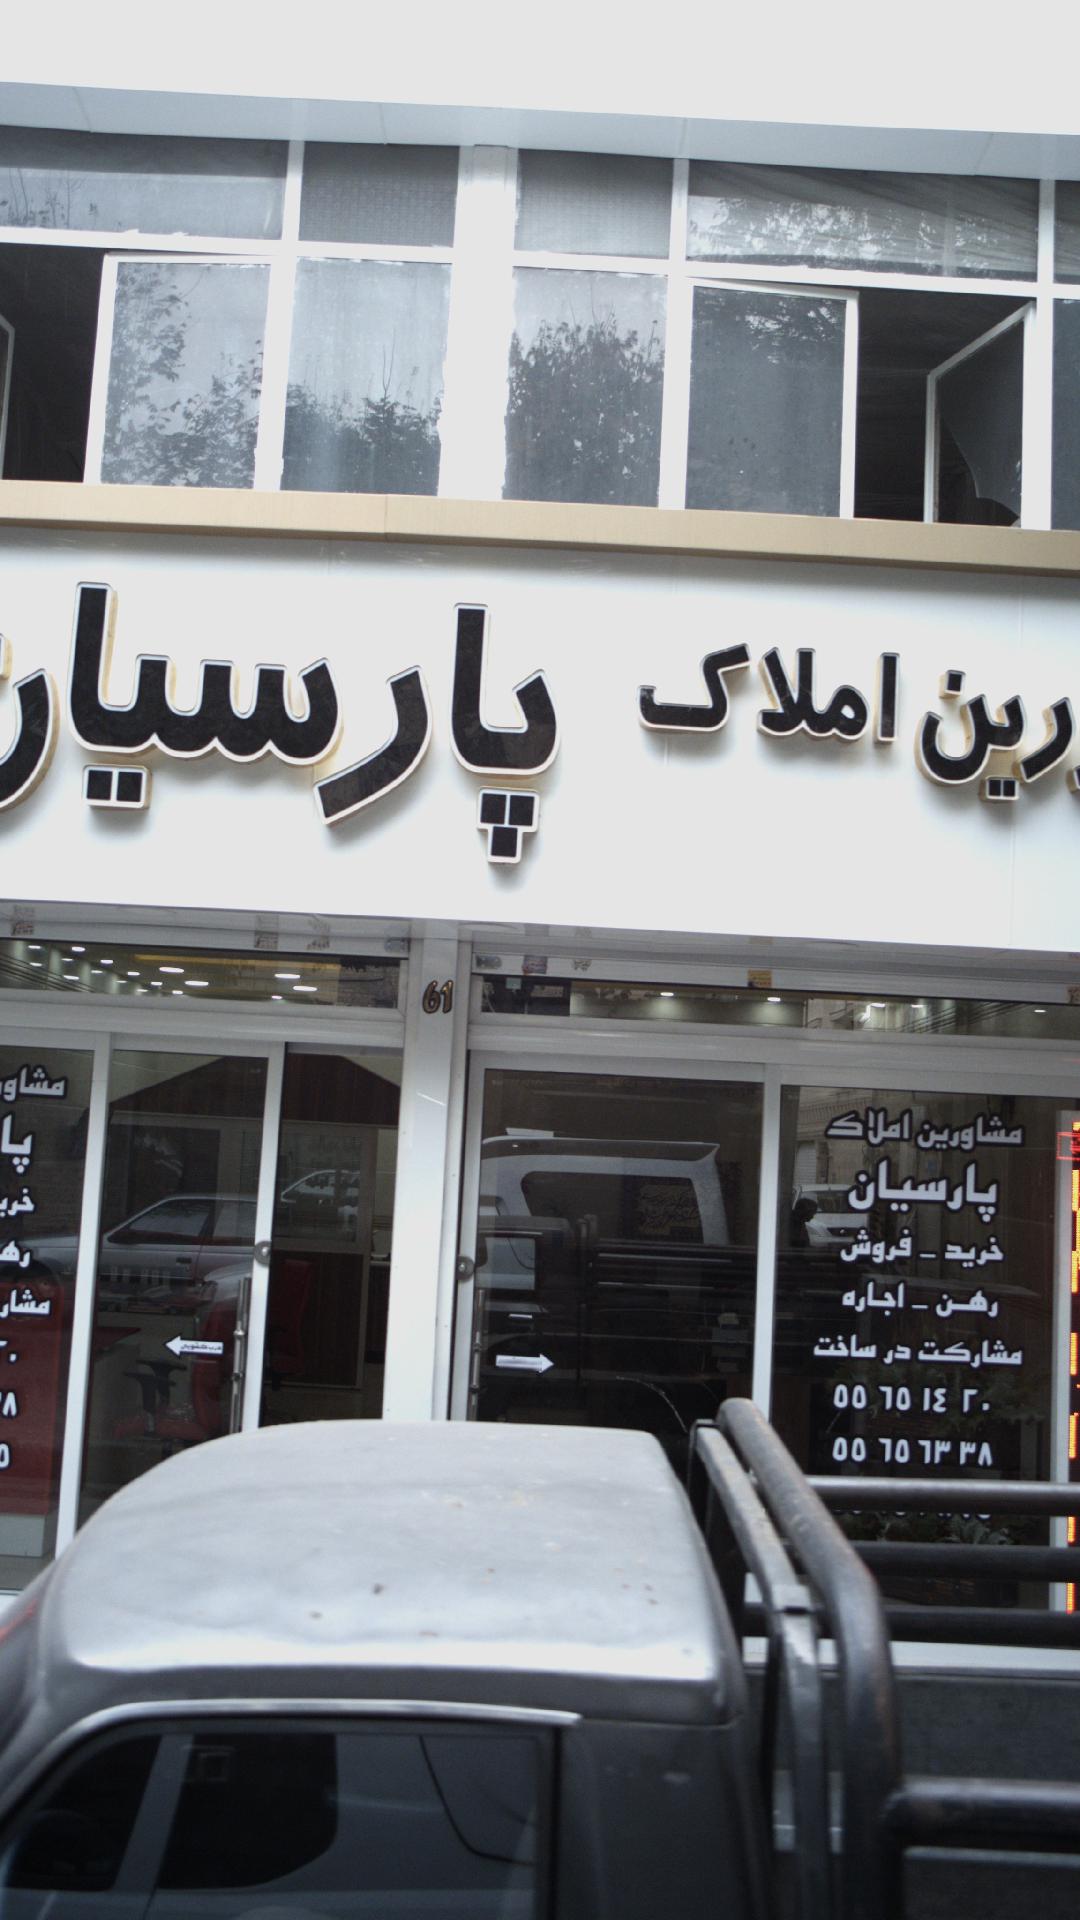 املاک پارسیان
61
مشاورین املاک
پارسیان
خرید - فروش
رهن - اجاره
مشارکت در ساخت
۵۵ ۶۵ ۱۴ ۲۰
۵۵ ۶۵ ۶۳ ۳۸